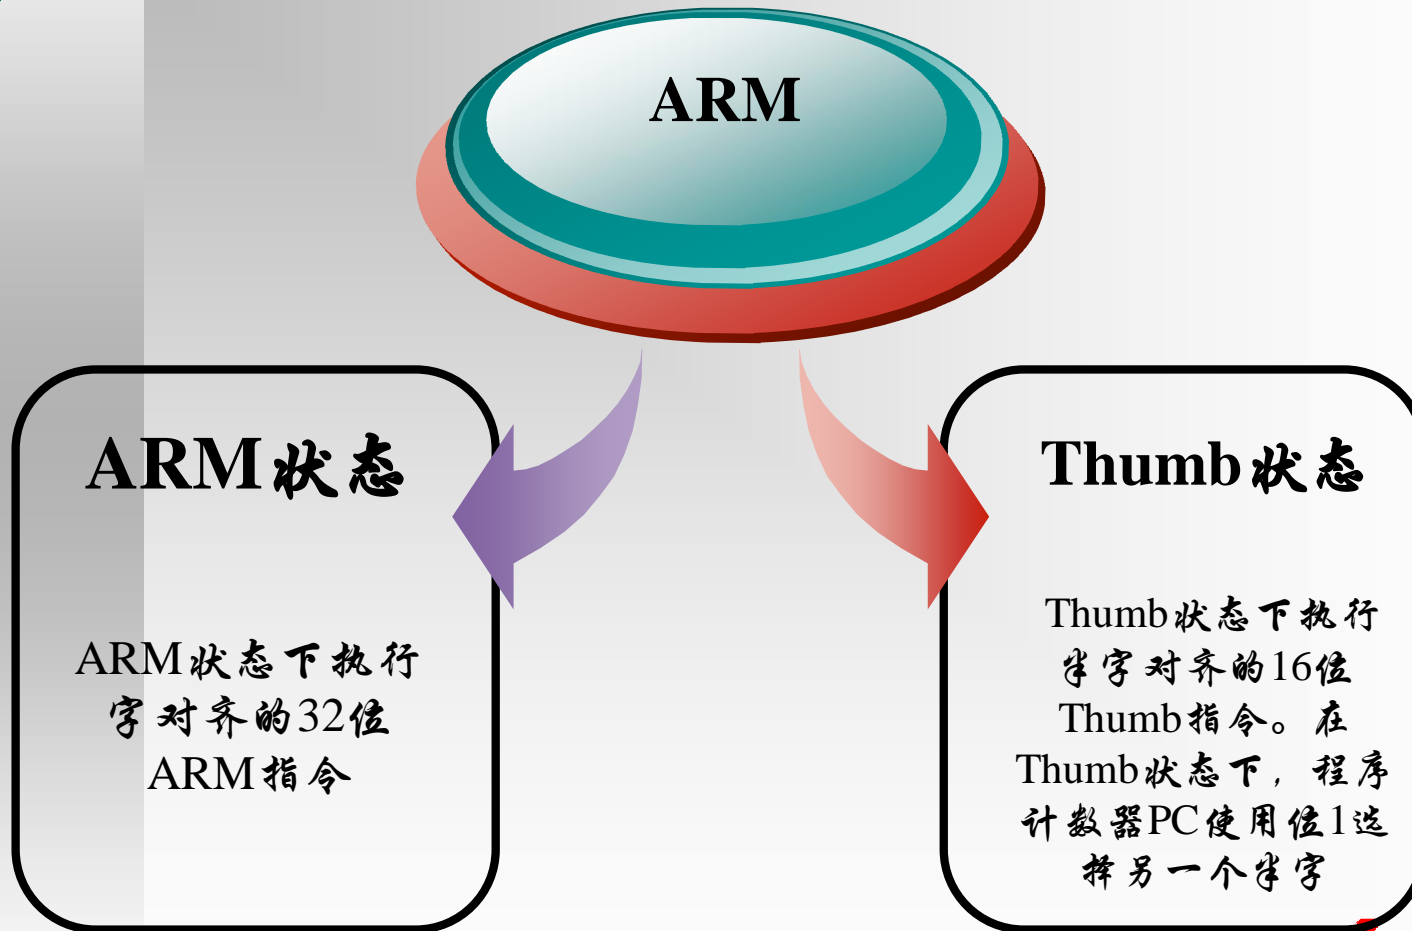 ARM
ARM状态
ARM状态下执行
字对齐的32位
ARM指令
Thumb状态
Thumb状态下执行
半字对齐的16位
Thumb指令。在
Thumb状态下，程序
计数器PC使用位1选
择另一个半字